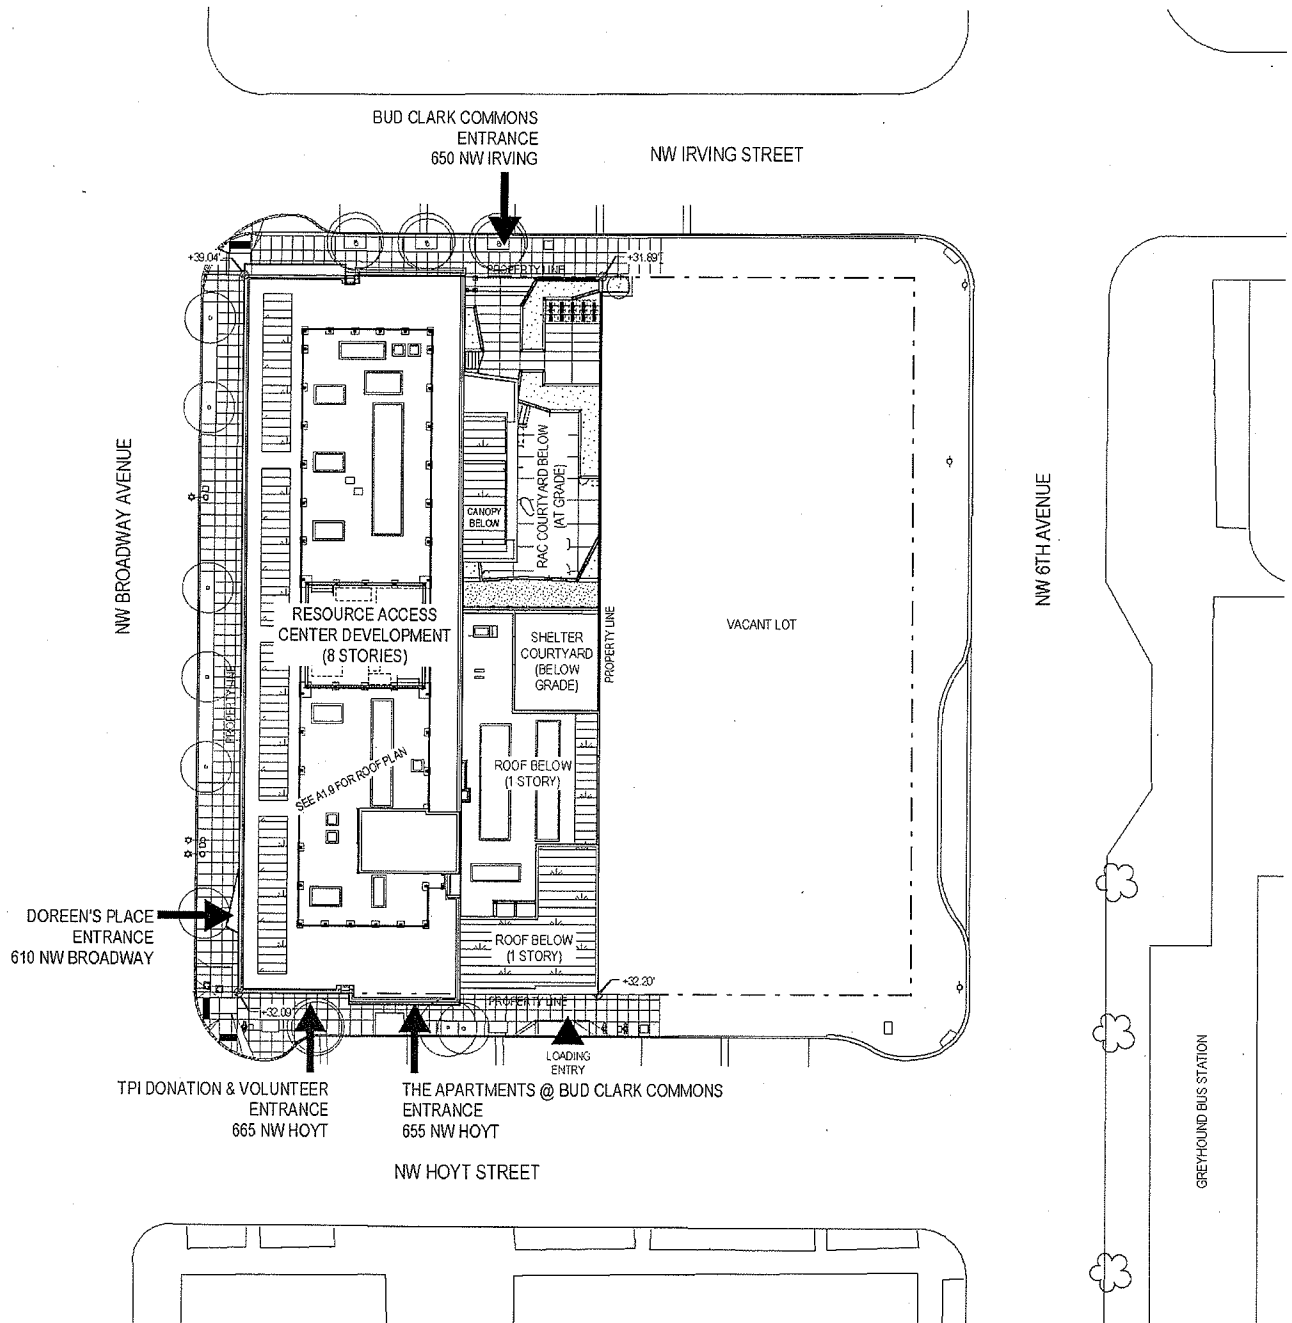 BUD CLARK COMMONS
ENTRANCE
650 NW IRVING
NW IRVING STREET
+39.04'
PROPERTY LINE
+31.89'
NW BROADWAY AVENUE
CANOPY
BELOW
RAC COURTYARD BELOW
(AT GRADE)
NW 6TH AVENUE
RESOURCE ACCESS
CENTER DEVELOPMENT
(8 STORIES)
SHELTER
COURTYARD
(BELOW
GRADE)
PROPERTY LINE
VACANT LOT
PROPERTY LINE
SEE A1.9 FOR ROOF PLAN
ROOF BELOW
(1 STORY)
DOREEN'S PLACE
ENTRANCE
610 NW BROADWAY
ROOF BELOW
(1 STORY)
+32.20'
PROPERTY LINE
+32.09'
LOADING
ENTRY
TPI DONATION & VOLUNTEER
ENTRANCE
665 NW HOYT
THE APARTMENTS @ BUD CLARK COMMONS
ENTRANCE
655 NW HOYT
NW HOYT STREET
GREYHOUND BUS STATION